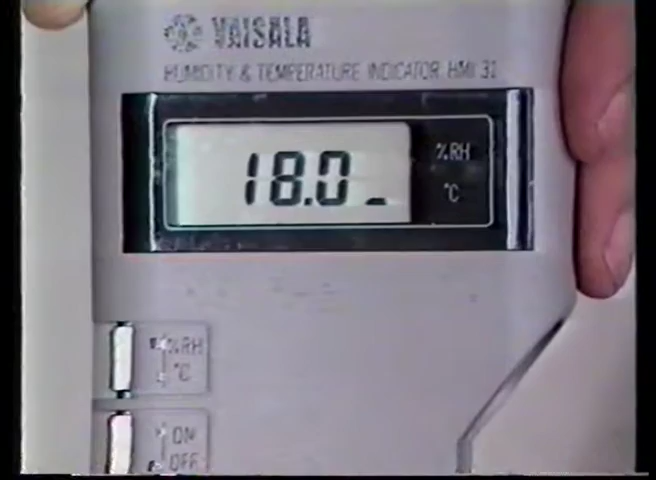 VAISALA
HUMIDITY & TEMPERATURE INDICATOR HMI 31
18.0
%RH
°C
%RH
°C
ON
OFF